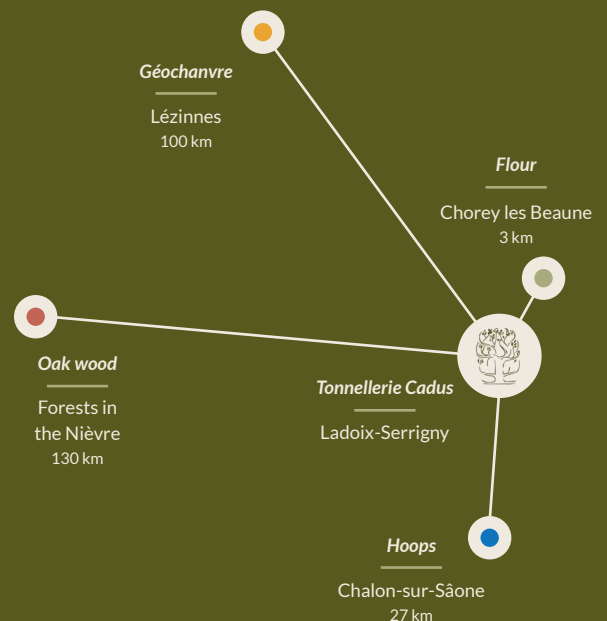 Géochanvre
Lézinnes
100 km
Flour
Chorey les Beaune
3 km
Oak wood
Forests in
the Nièvre
130 km
Tonnellerie Cadus
Ladoix-Serrigny
Hoops
Chalon-sur-Sâone
27 km